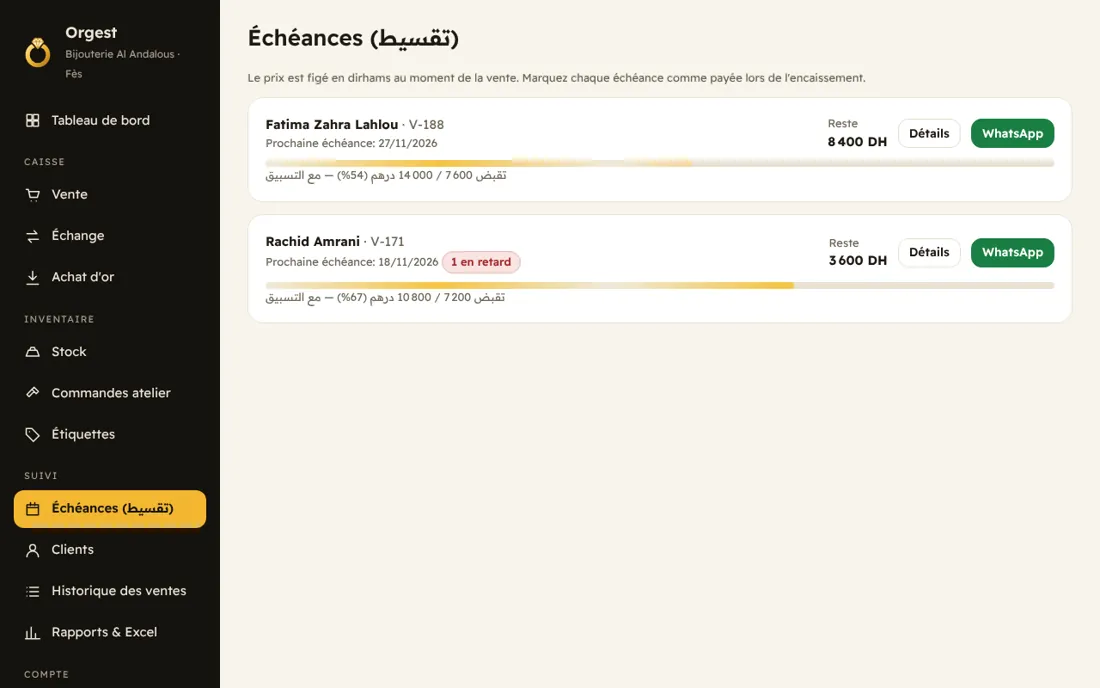 Orgest
Bijouterie Al Andalous ·
Fès
Tableau de bord
CAISSE
Vente
Échange
Achat d'or
INVENTAIRE
Stock
Commandes atelier
Étiquettes
SUIVI
Échéances (تقسيط)
Clients
Historique des ventes
Rapports & Excel
COMPTE
Échéances (تقسيط)
Le prix est figé en dirhams au moment de la vente. Marquez chaque échéance comme payée lors de l'encaissement.
Fatima Zahra Lahlou · V-188
Prochaine échéance: 27/11/2026
Reste
8 400 DH
Détails
WhatsApp
تقبض 7 600 / 14 000 درهم (54%) — مع التسبيق
Rachid Amrani · V-171
Prochaine échéance: 18/11/2026 1 en retard
Reste
3 600 DH
Détails
WhatsApp
تقبض 7 200 / 10 800 درهم (67%) — مع التسبيق